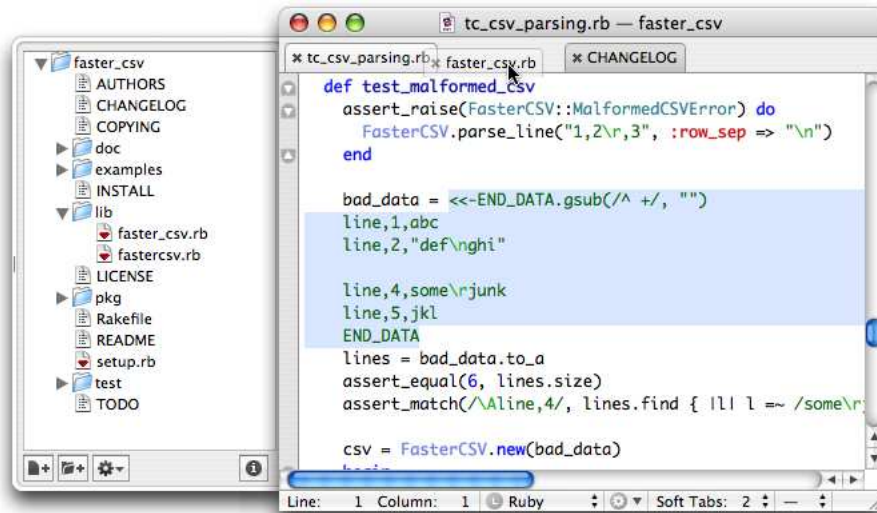 faster_csv
AUTHORS
CHANGELOG
COPYING
doc
examples
INSTALL
lib
faster_csv.rb
fastercsv.rb
LICENSE
pkg
Rakefile
README
setup.rb
test
TODO
tc_csv_parsing.rb — faster_csv
tc_csv_parsing.rb
faster_csv.rb
CHANGELOG
def test_malformed_csv
assert_raise(FasterCSV::MalformedCSVError) do
FasterCSV.parse_line("1,2\r,3", :row_sep => "\n")
end
bad_data = <<-END_DATA.gsub(/^ +/, "")
line,1,abc
line,2,"def\nghi"
line,4,some\rjunk
line,5,jkl
END_DATA
lines = bad_data.to_a
assert_equal(6, lines.size)
assert_match(/\Aline,4/, lines.find { |l| l =~ /some\r
csv = FasterCSV.new(bad_data)
begin
Line: 1 Column: 1 Ruby Soft Tabs: 2 —